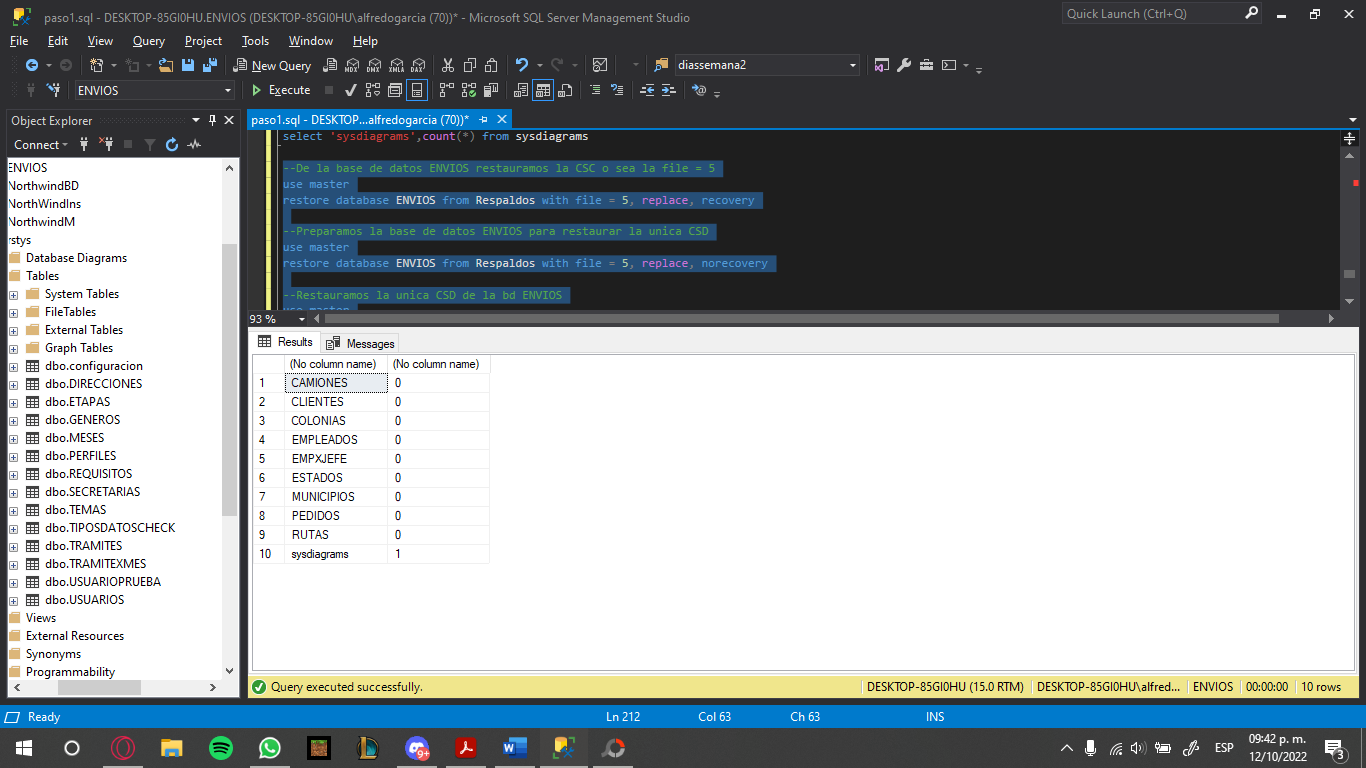 paso1.sql - DESKTOP-85GI0HU.ENVIOS (DESKTOP-85GI0HU\alfredogarcia (70))* - Microsoft SQL Server Management Studio
Quick Launch (Ctrl+Q)
File Edit View Query Project Tools Window Help
New Query MDX DMX XMLA DAX diassemana2
ENVIOS Execute
Object Explorer
Connect
ENVIOS
NorthwindBD
NorthWindIns
NorthwindM
rstys
Database Diagrams
Tables
System Tables
FileTables
External Tables
Graph Tables
dbo.configuracion
dbo.DIRECCIONES
dbo.ETAPAS
dbo.GENEROS
dbo.MESES
dbo.PERFILES
dbo.REQUISITOS
dbo.SECRETARIAS
dbo.TEMAS
dbo.TIPOSDATOSCHECK
dbo.TRAMITES
dbo.TRAMITEXMES
dbo.USUARIOPRUEBA
dbo.USUARIOS
Views
External Resources
Synonyms
Programmability
paso1.sql - DESKTOP...alfredogarcia (70))*
select 'sysdiagrams',count(*) from sysdiagrams
--De la base de datos ENVIOS restauramos la CSC o sea la file = 5
use master
restore database ENVIOS from Respaldos with file = 5, replace, recovery
--Preparamos la base de datos ENVIOS para restaurar la unica CSD
use master
restore database ENVIOS from Respaldos with file = 5, replace, norecovery
--Restauramos la unica CSD de la bd ENVIOS
use master
93 %
Results Messages
(No column name) (No column name)
1 CAMIONES 0
2 CLIENTES 0
3 COLONIAS 0
4 EMPLEADOS 0
5 EMPXJEFE 0
6 ESTADOS 0
7 MUNICIPIOS 0
8 PEDIDOS 0
9 RUTAS 0
10 sysdiagrams 1
Query executed successfully. DESKTOP-85GI0HU (15.0 RTM) DESKTOP-85GI0HU\alfred... ENVIOS 00:00:00 10 rows
Ready Ln 212 Col 63 Ch 63 INS
9+ W ESP 09:42 p. m.
12/10/2022 3